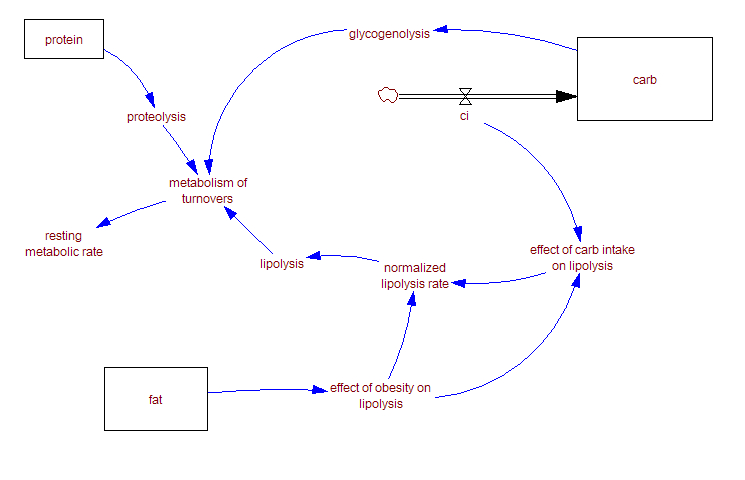 protein
glycogenolysis
carb
proteolysis
ci
metabolism of
turnovers
resting
metabolic rate
lipolysis
normalized
lipolysis rate
effect of carb intake
on lipolysis
fat
effect of obesity on
lipolysis